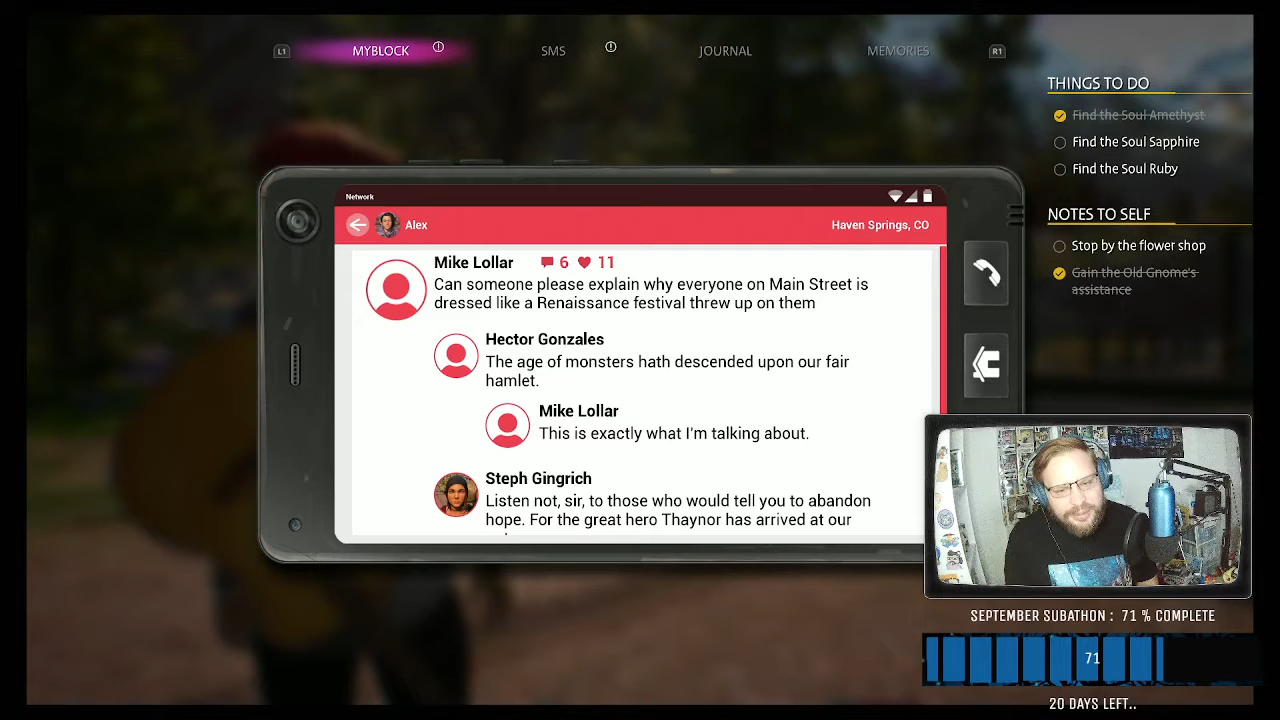 L1
MYBLOCK
SMS
JOURNAL
MEMORIES
R1
THINGS TO DO
Find the Soul Amethyst
Find the Soul Sapphire
Find the Soul Ruby
NOTES TO SELF
Stop by the flower shop
Gain the Old Gnome's
assistance
Network
Alex
Haven Springs, CO
Mike Lollar 6 11
Can someone please explain why everyone on Main Street is
dressed like a Renaissance festival threw up on them
Hector Gonzales
The age of monsters hath descended upon our fair
hamlet.
Mike Lollar
This is exactly what I'm talking about.
Steph Gingrich
Listen not, sir, to those who would tell you to abandon
hope. For the great hero Thaynor has arrived at our
SEPTEMBER SUBATHON : 71 % COMPLETE
71
20 DAYS LEFT..